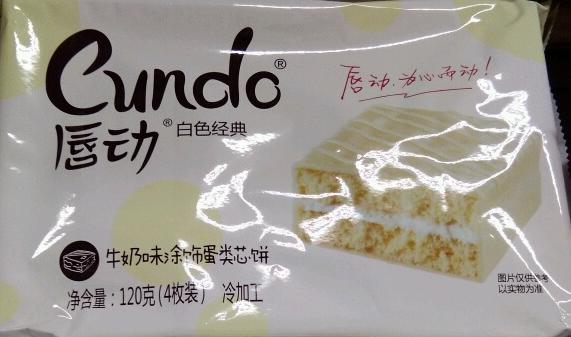 Cundo®
唇动®白色经典
唇动，为心而动！
牛奶味涂饰蛋类芯饼
净含量：120克(4枚装) 冷加工
图片仅供参考
以实物为准